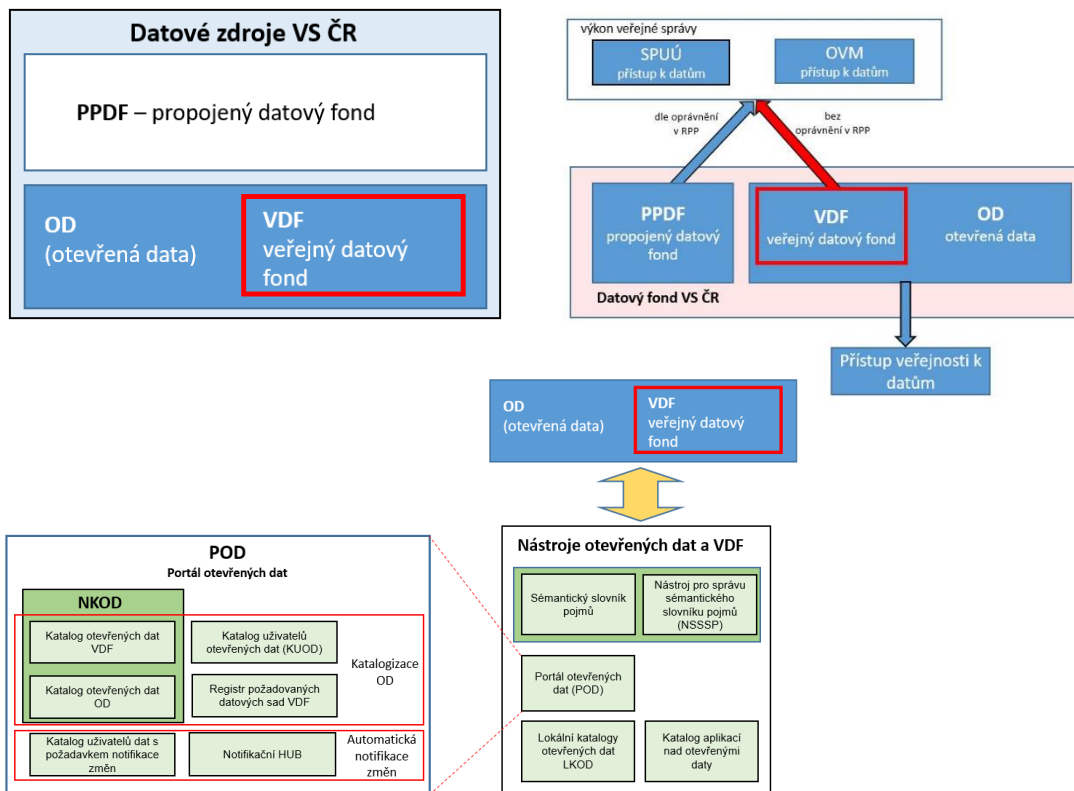 Datové zdroje VS ČR
PPDF – propojený datový fond
OD
(otevřená data)
VDF
veřejný datový
fond
výkon veřejné správy
SPUÚ
přístup k datům
OVM
přístup k datům
dle oprávnění
v RPP
bez
oprávnění v RPP
PPDF
propojený datový
fond
VDF
veřejný datový fond
OD
otevřená data
Datový fond VS ČR
Přístup veřejnosti k
datům
OD
(otevřená data)
VDF
veřejný datový
fond
POD
Portál otevřených dat
NKOD
Katalog otevřených dat
VDF
Katalog uživatelů
otevřených dat (KUOD)
Katalogizace
OD
Katalog otevřených dat
OD
Registr požadovaných
datových sad VDF
Katalog uživatelů dat s
požadavkem notifikace
změn
Notifikační HUB
Automatická
notifikace
změn
Nástroje otevřených dat a VDF
Sémantický slovník
pojmů
Nástroj pro správu
sémantického
slovníku pojmů
(NSSSP)
Portál otevřených
dat (POD)
Lokální katalogy
otevřených dat
LKOD
Katalog aplikací
nad otevřenými
daty